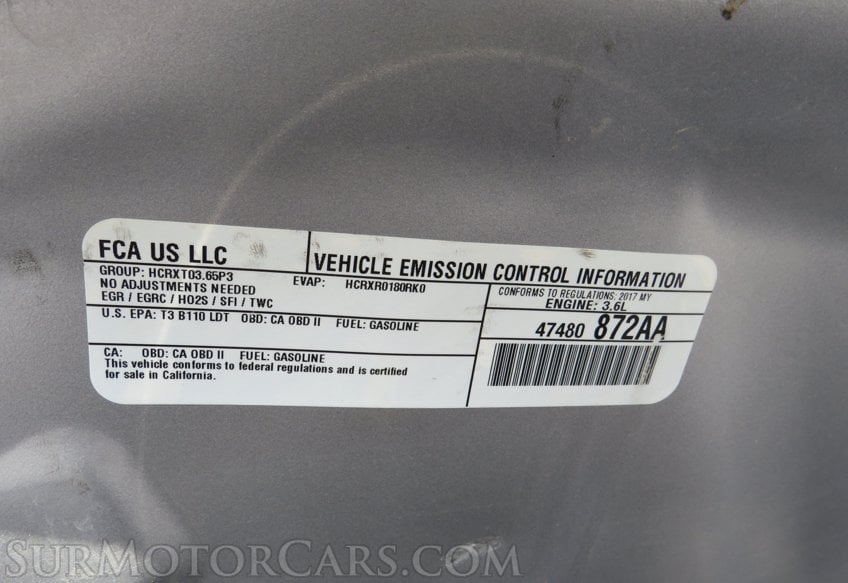 FCA US LLC
VEHICLE EMISSION CONTROL INFORMATION
GROUP: HCRXT03.65P3
EVAP: HCRXR0180RK0
NO ADJUSTMENTS NEEDED
EGR / EGRC / HO2S / SFI / TWC
CONFORMS TO REGULATIONS: 2017 MY
ENGINE: 3.6L
U.S. EPA: T3 B110 LDT OBD: CA OBD II FUEL: GASOLINE
47480 872AA
CA: OBD: CA OBD II FUEL: GASOLINE
This vehicle conforms to federal regulations and is certified
for sale in California.
SurMotorCars.com